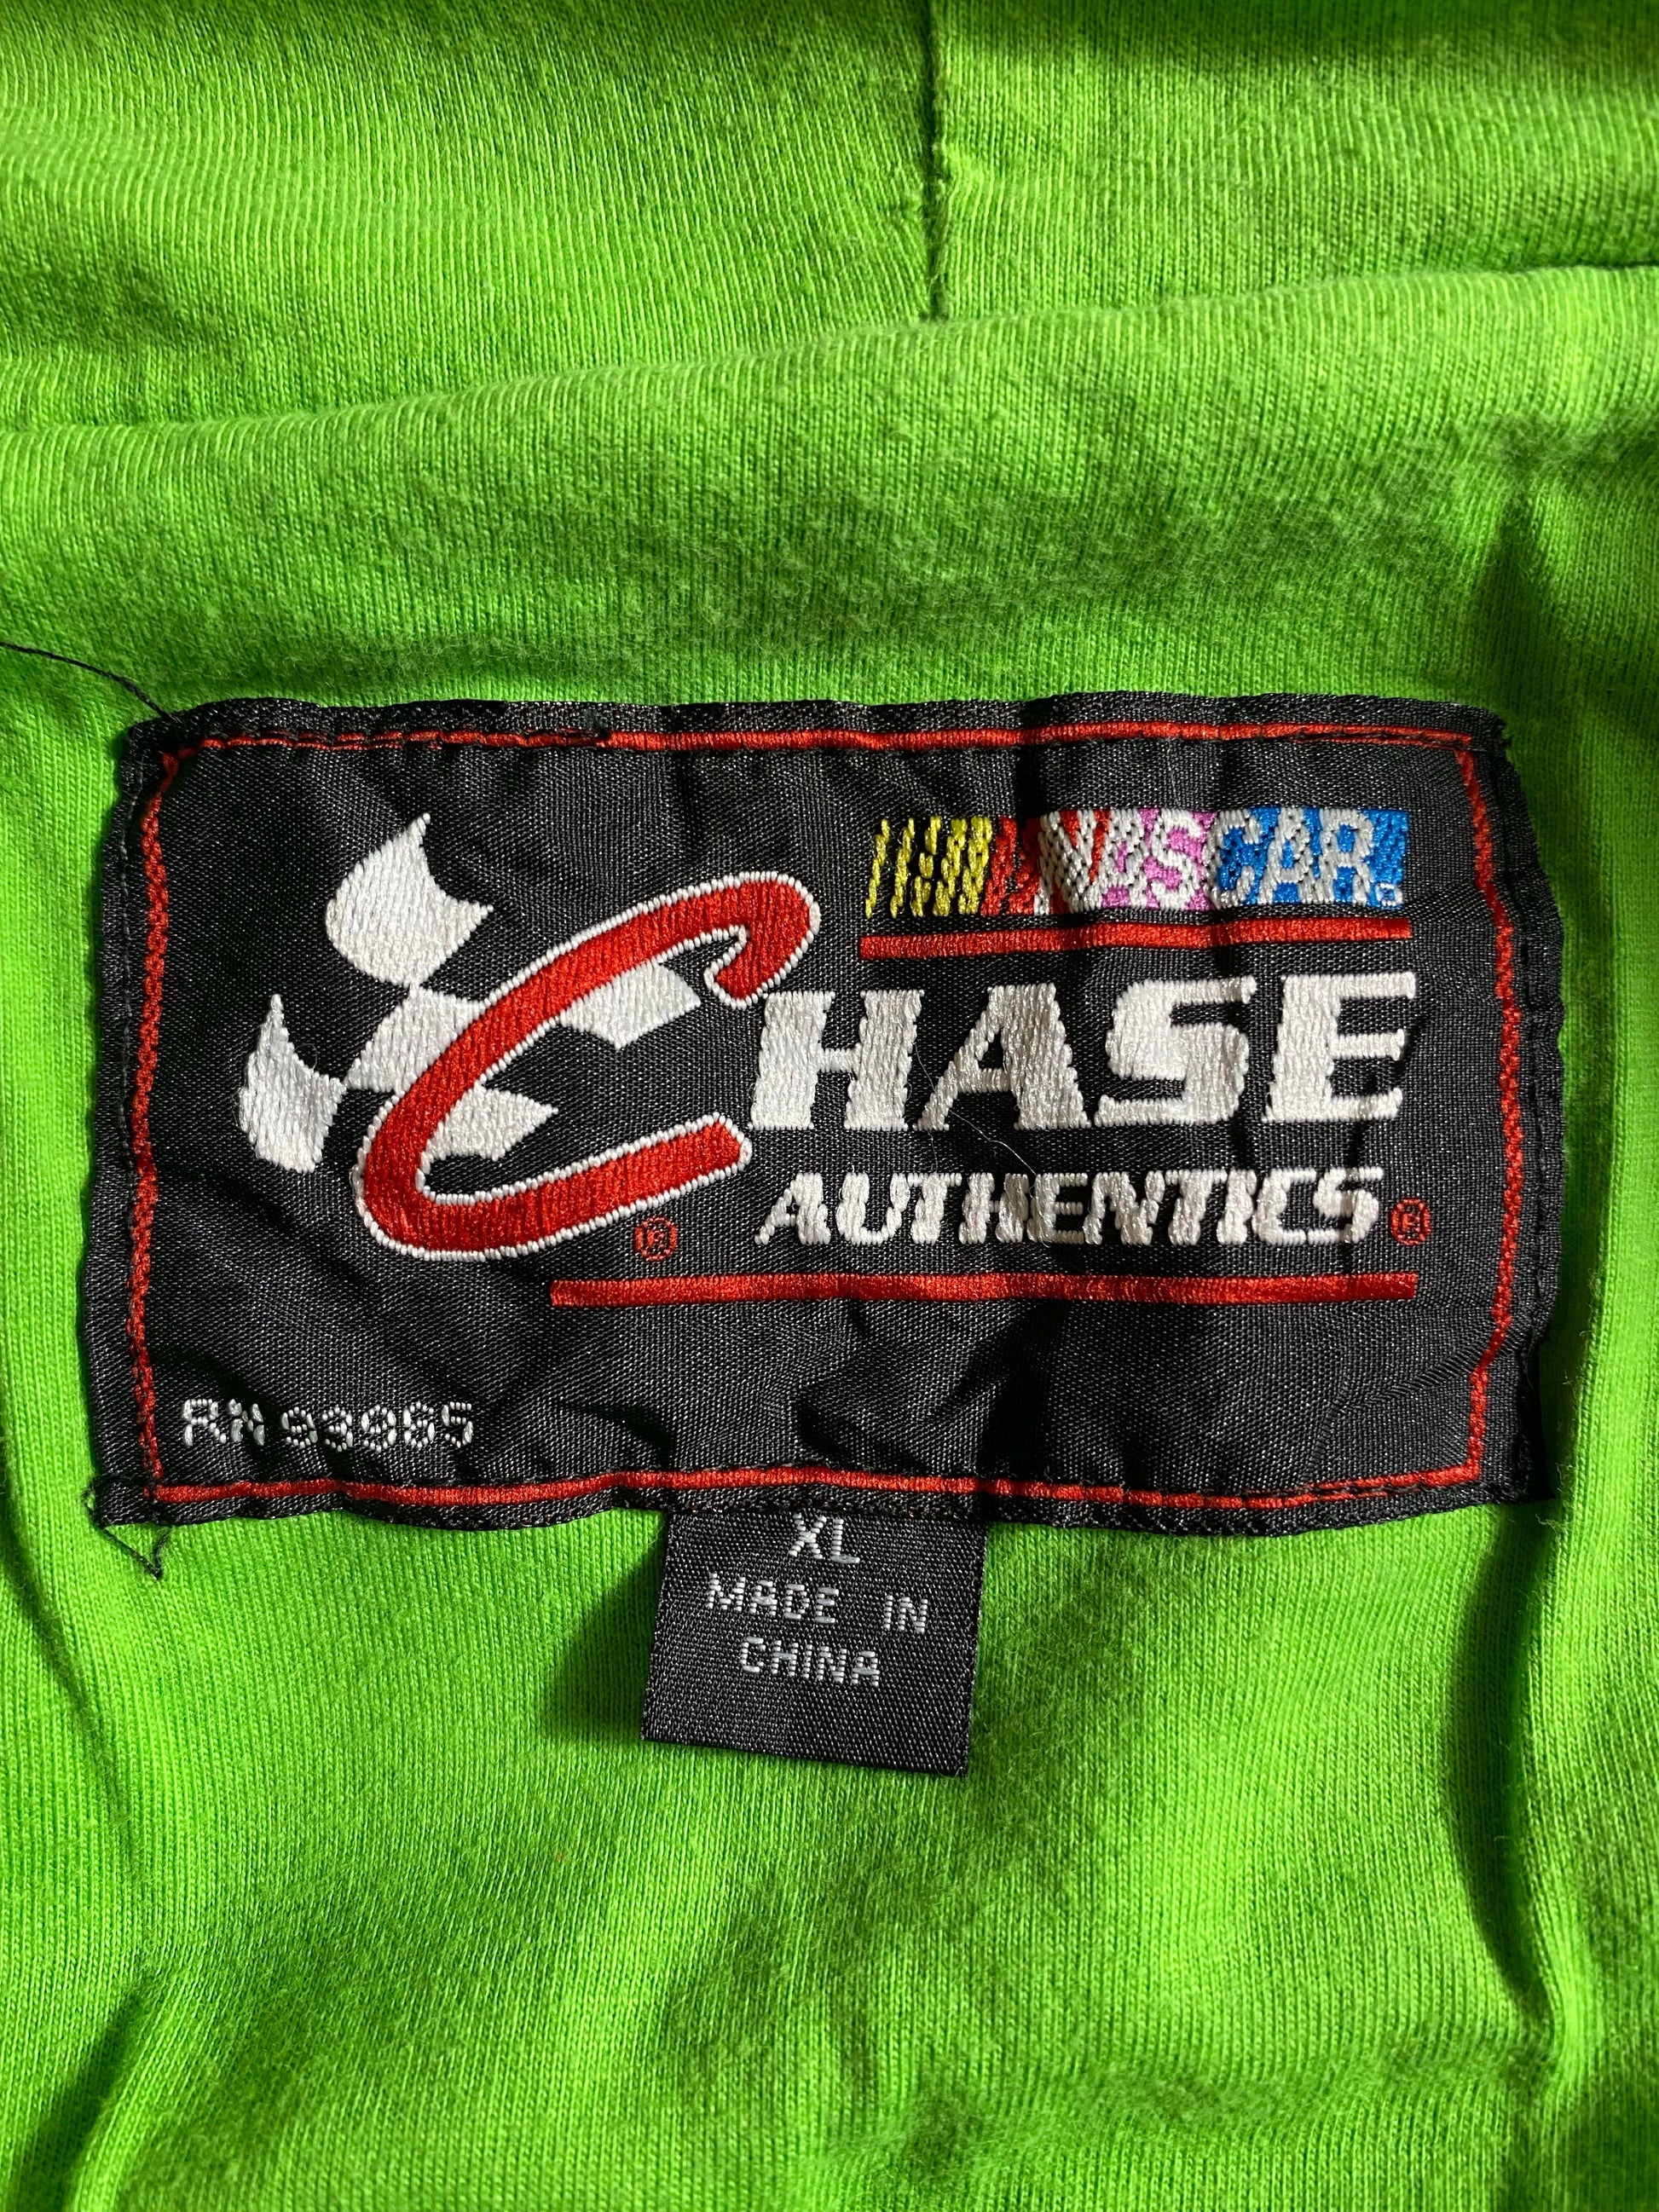 NASCAR
CHASE
AUTHENTICS®
®
RN 93985
XL
MADE IN
CHINA